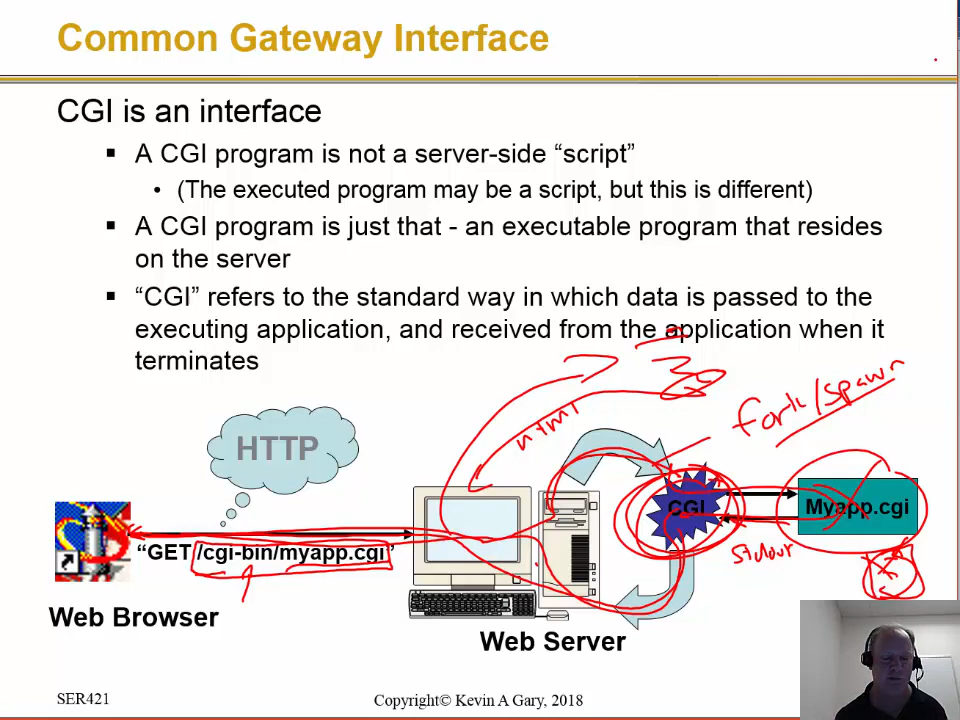 Common Gateway Interface
CGI is an interface
▪ A CGI program is not a server-side “script”
• (The executed program may be a script, but this is different)
▪ A CGI program is just that - an executable program that resides
on the server
▪ “CGI” refers to the standard way in which data is passed to the
executing application, and received from the application when it
terminates
fork/spawn
html
HTTP
CGI
Myapp.cgi
“GET /cgi-bin/myapp.cgi”
Stdout
Web Browser
Web Server
SER421
Copyright© Kevin A Gary, 2018